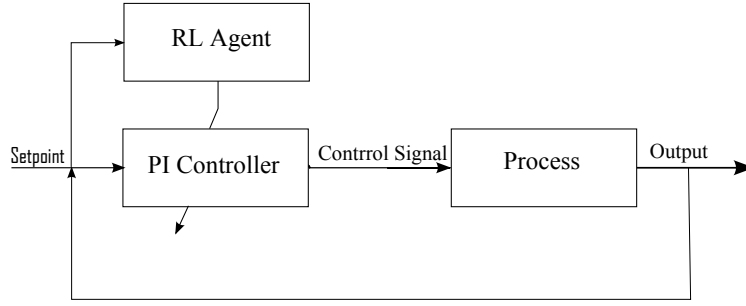 RL Agent
Setpoint
PI Controller
Contrrol Signal
Process
Output